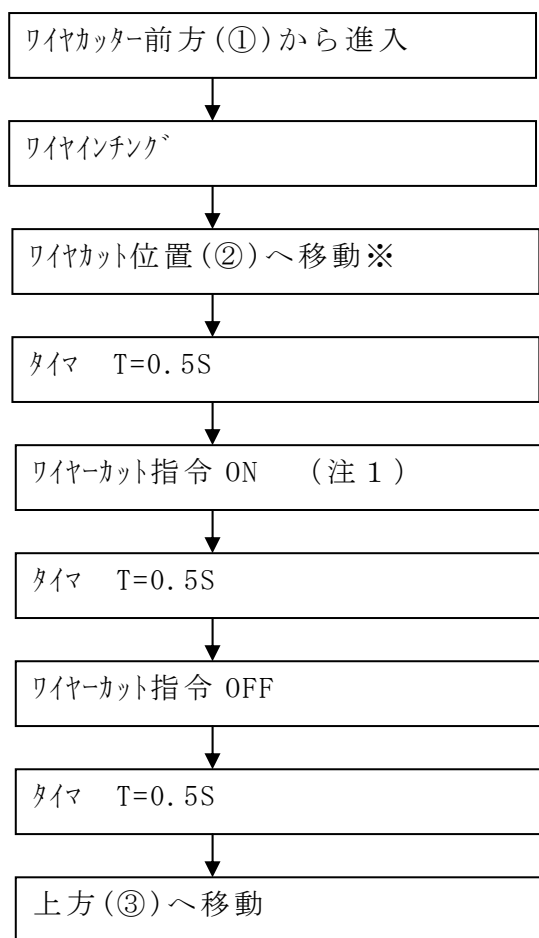 ﾜｲﾔｶｯﾀｰ前方(①)から進入
ﾜｲﾔｲﾝﾁﾝｸﾞ
ﾜｲﾔｶｯﾄ位置(②)へ移動※
ﾀｲﾏ　T=0.5S
ﾜｲﾔｰｶｯﾄ指令 ON　(注１)
ﾀｲﾏ　T=0.5S
ﾜｲﾔｰｶｯﾄ指令 OFF
ﾀｲﾏ　T=0.5S
上方(③)へ移動